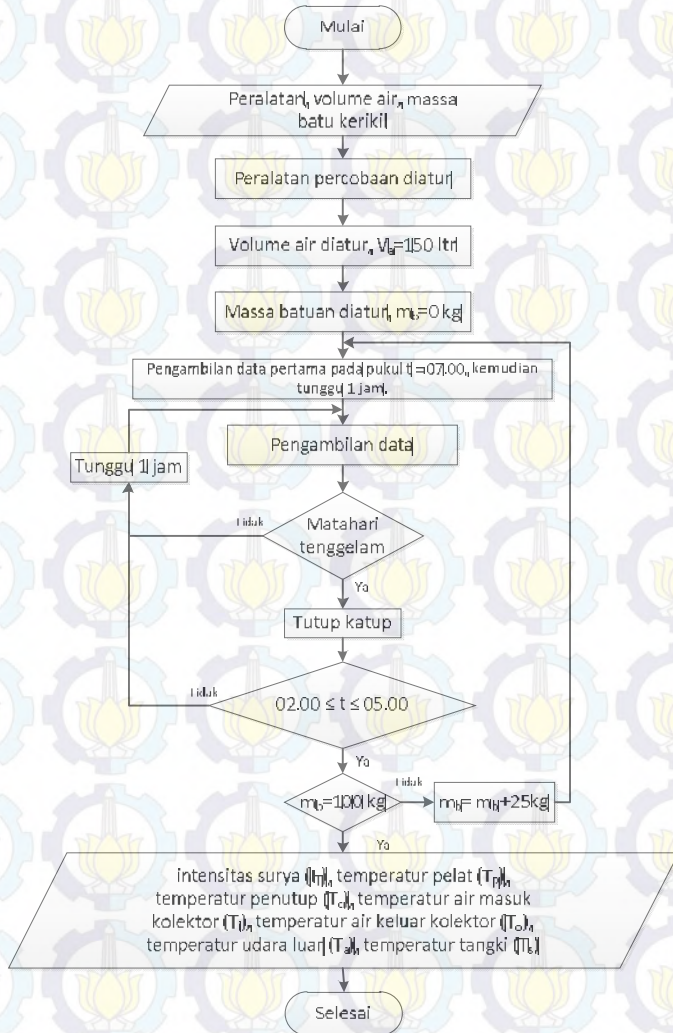 Mulai
Peralatan, volume air, massa
batu kerikil
Peralatan percobaan diatur
Volume air diatur, Va=150 ltr
Massa batuan diatur, mb=0 kg
Pengambilan data pertama pada pukul t =07.00, kemudian
tunggu 1 jam.
Pengambilan data
Tunggu 1 jam
Tidak
Matahari
tenggelam
Ya
Tutup katup
Tidak
02.00 ≤ t ≤ 05.00
Ya
mb=100 kg
Tidak
mb= mb+25kg
Ya
intensitas surya (IT), temperatur pelat (Tp),
temperatur penutup (Tc), temperatur air masuk
kolektor (Ti), temperatur air keluar kolektor (To),
temperatur udara luar (Ta), temperatur tangki (Ts)
Selesai